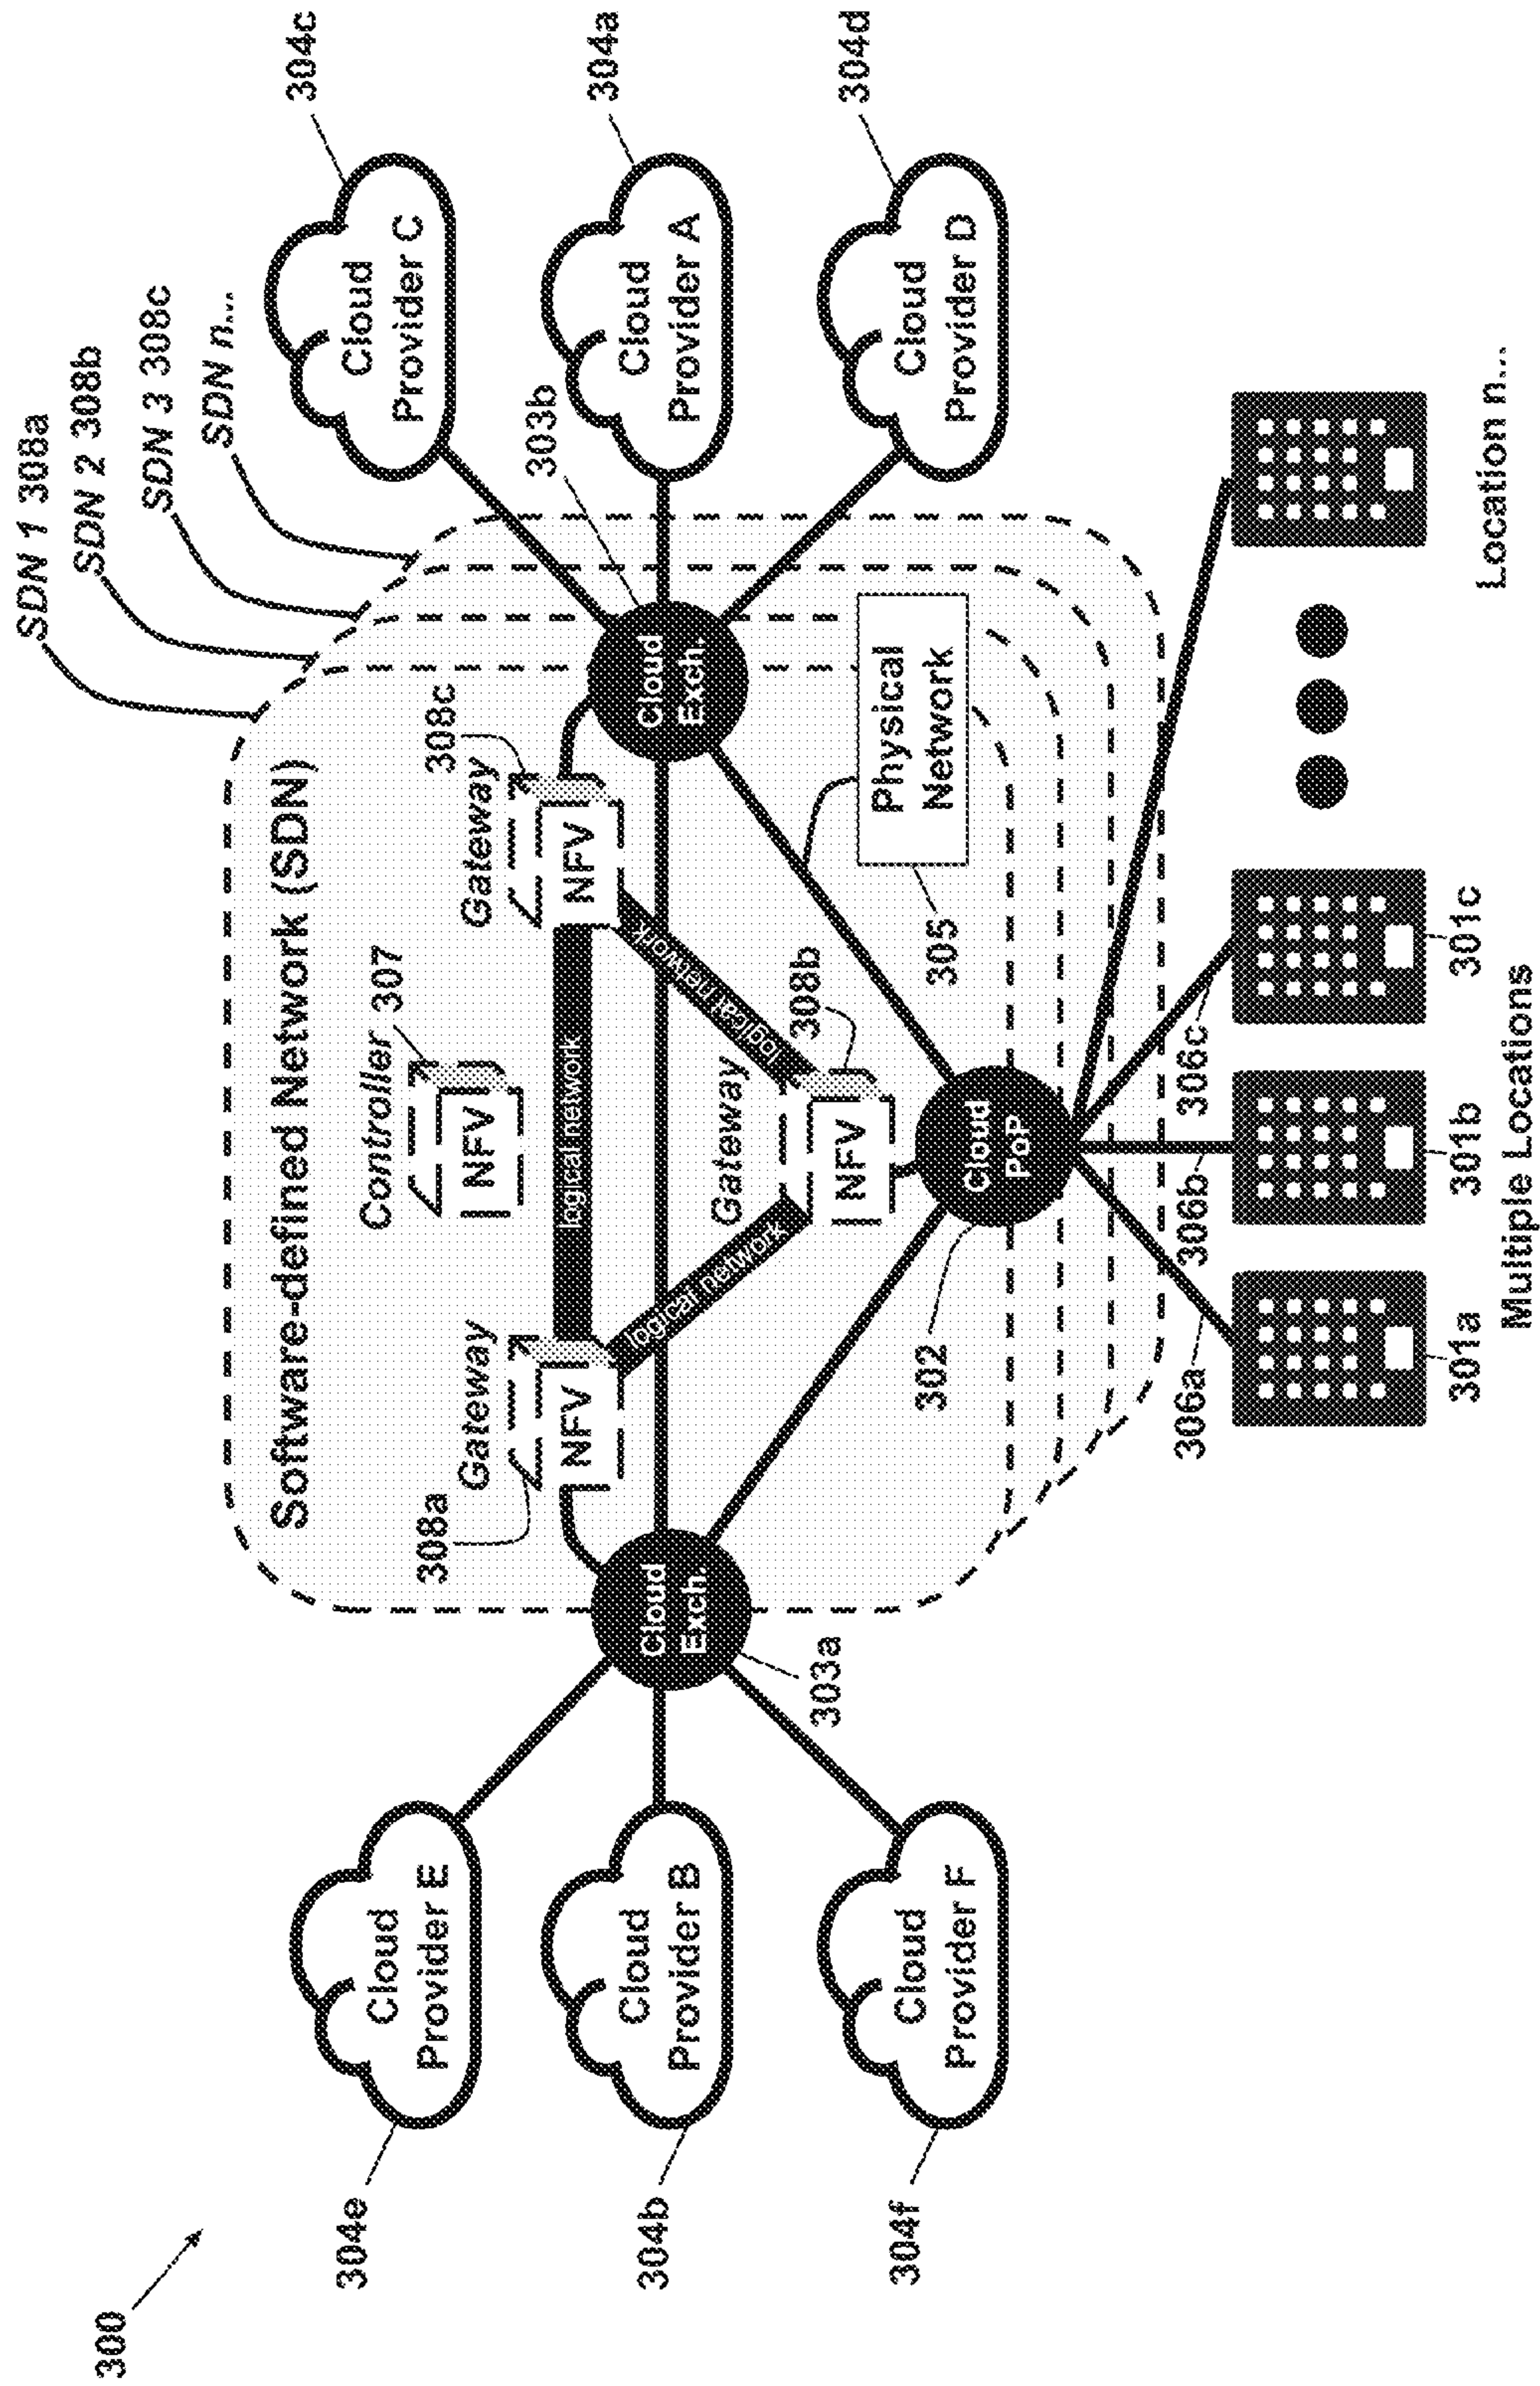 300
SDN 1 308a
SDN 2 308b
SDN 3 308c
SDN n...
Software-defined Network (SDN)
304e
Cloud
Provider E
304b
Cloud
Provider B
304f
Cloud
Provider F
303a
Cloud
Exch.
308a
Gateway
NFV
Controller 307
NFV
Gateway
308c
NFV
logical network
logical network
logical network
Gateway
308b
NFV
302
Cloud
PoP
305
Physical
Network
303b
Cloud
Exch.
Cloud
Provider C
304c
Cloud
Provider A
304a
Cloud
Provider D
304d
306a
306b
306c
301a
301b
301c
Multiple Locations
Location n...